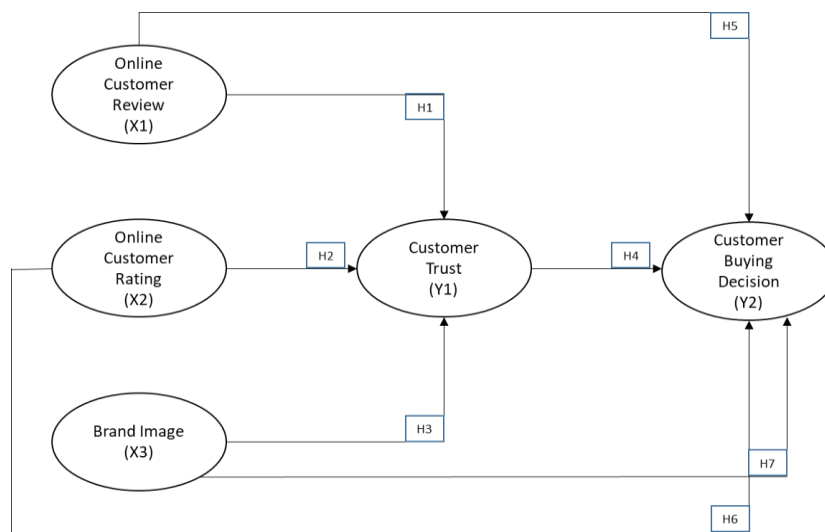 H5
Online
Customer
Review
(X1)
H1
Online
Customer
Rating
(X2)
H2
Customer
Trust
(Y1)
H4
Customer
Buying
Decision
(Y2)
Brand Image
(X3)
H3
H7
H6